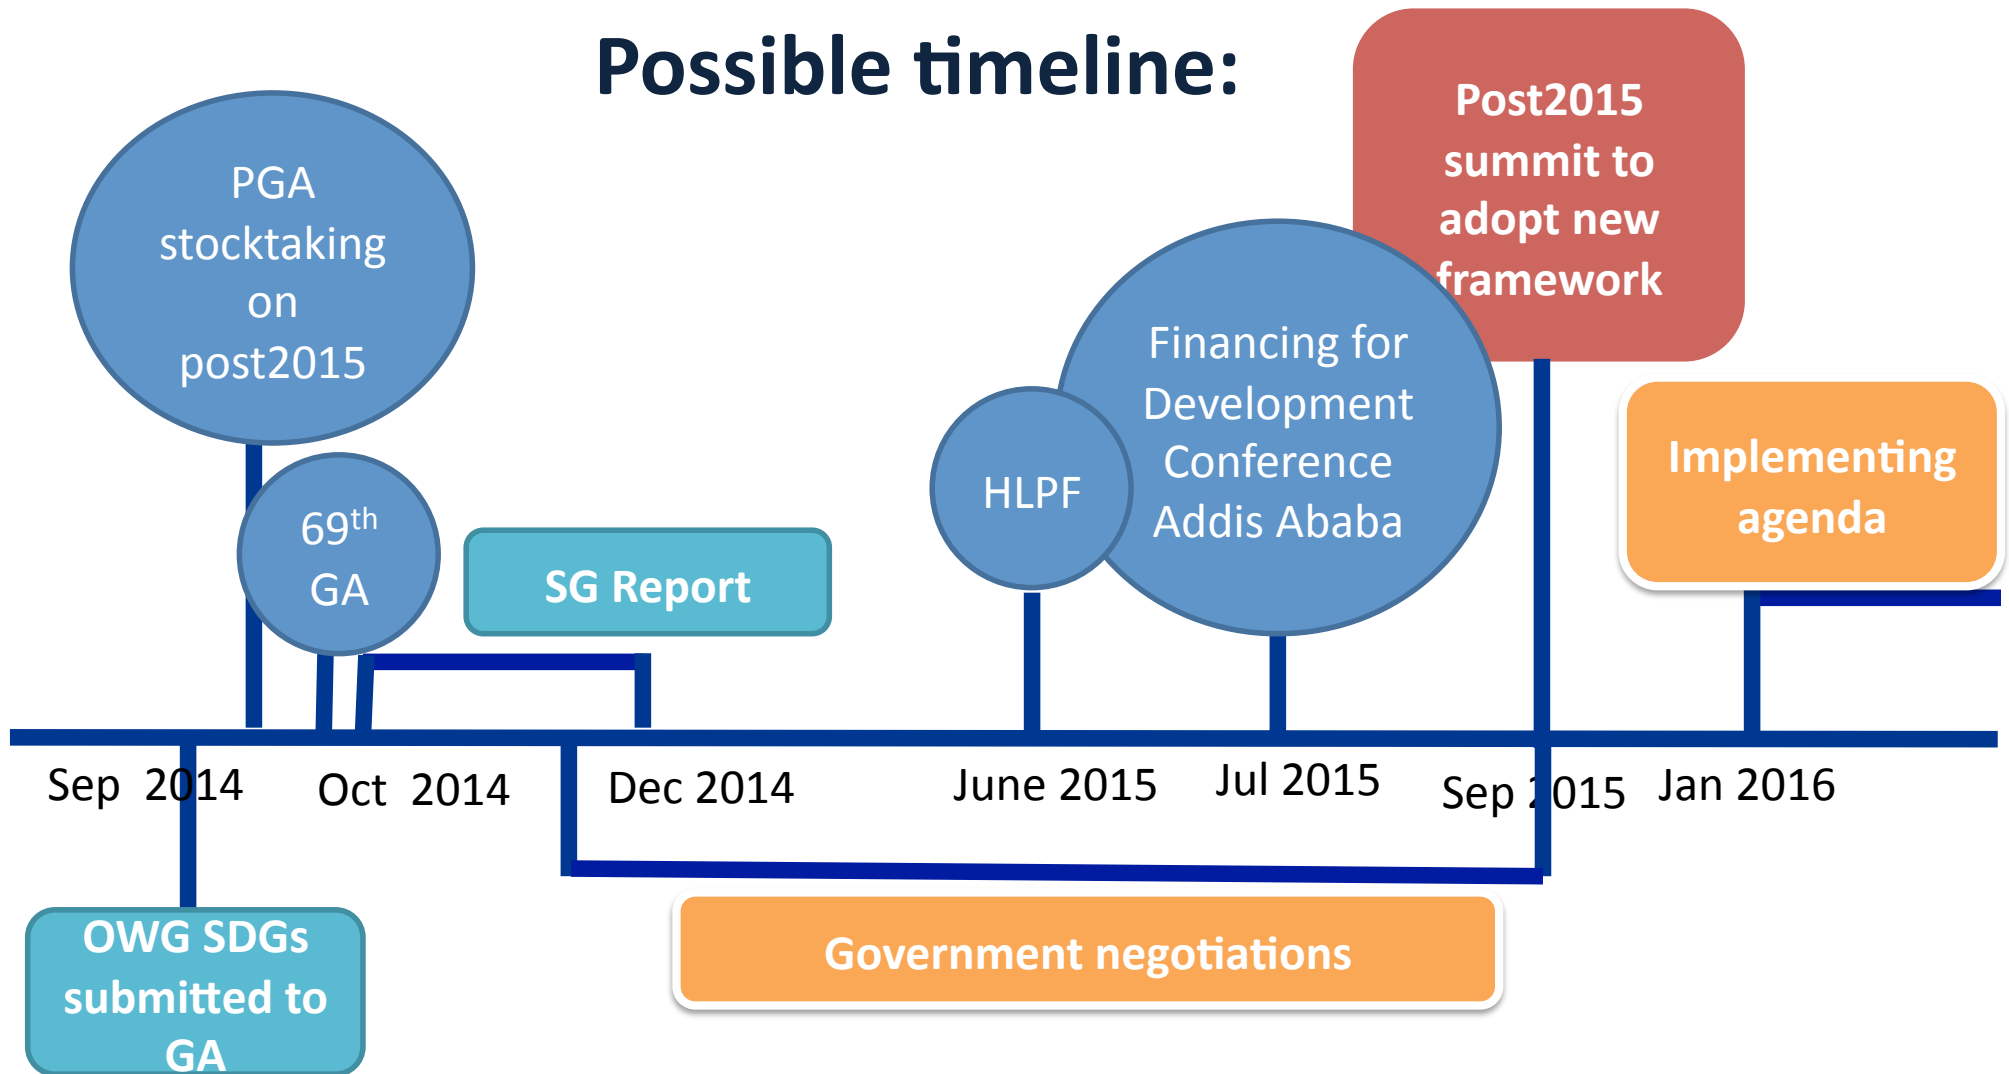 Possible timeline:
PGA
stocktaking
on
post2015
69th
GA
SG Report
HLPF
Financing for
Development
Conference
Addis Ababa
Post2015
summit to
adopt new
framework
Implementing
agenda
Sep 2014
Oct 2014
Dec 2014
June 2015
Jul 2015
Sep 2015
Jan 2016
OWG SDGs
submitted to
GA
Government negotiations